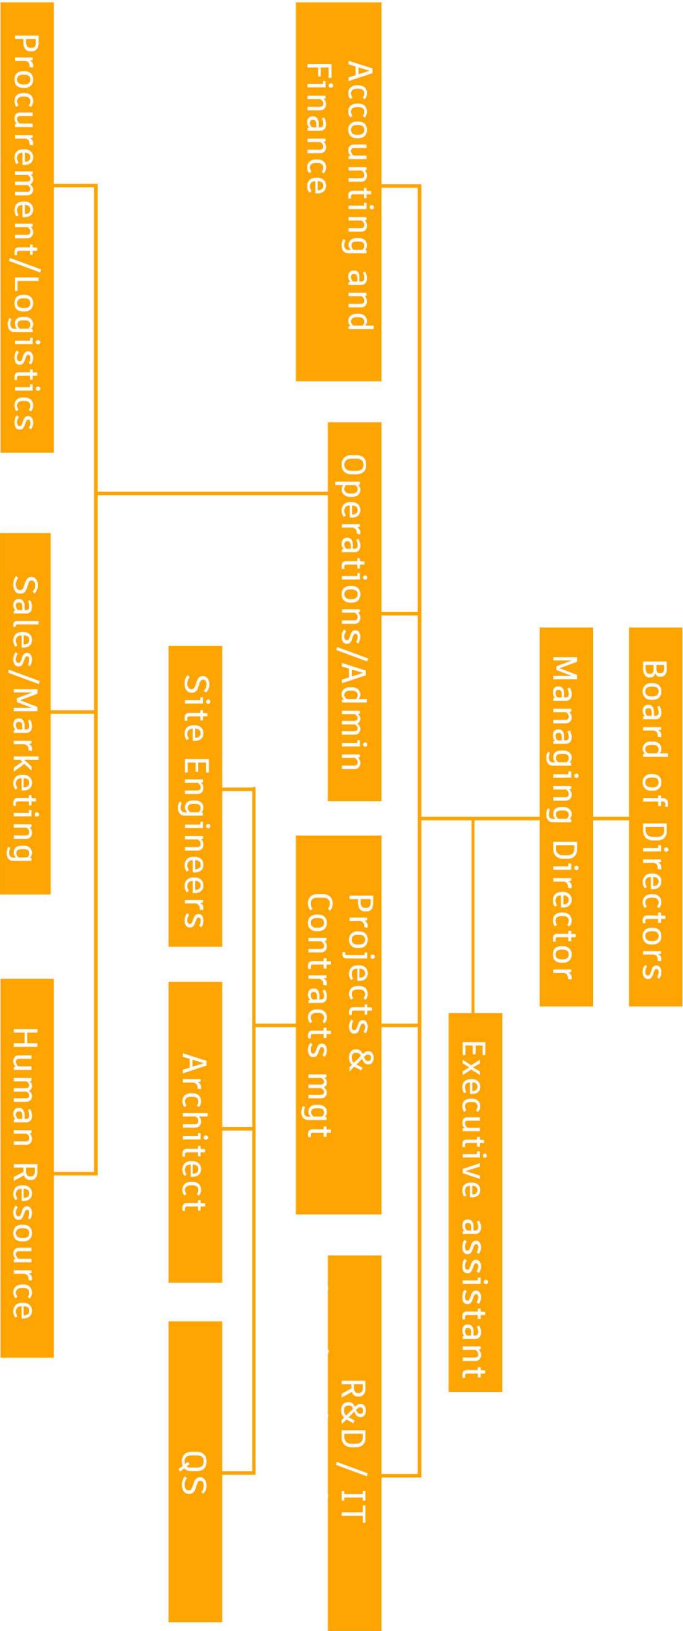 Board of Directors
Managing Director
Executive assistant
Accounting and
Finance
Operations/Admin
Projects &
Contracts mgt
R&D / IT
Site Engineers
Architect
QS
Procurement/Logistics
Sales/Marketing
Human Resource